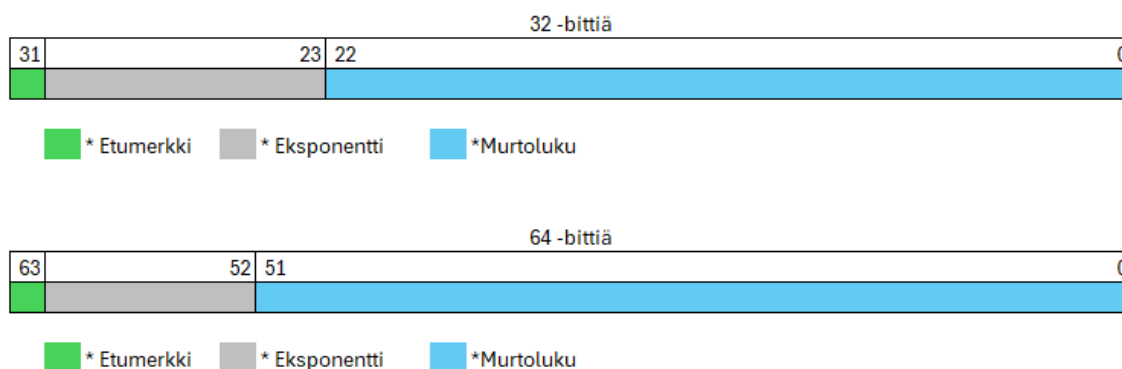 32 -bittiä
31 23 22 0
* Etumerkki * Eksponentti *Murtoluku
64 -bittiä
63 52 51 0
* Etumerkki * Eksponentti *Murtoluku